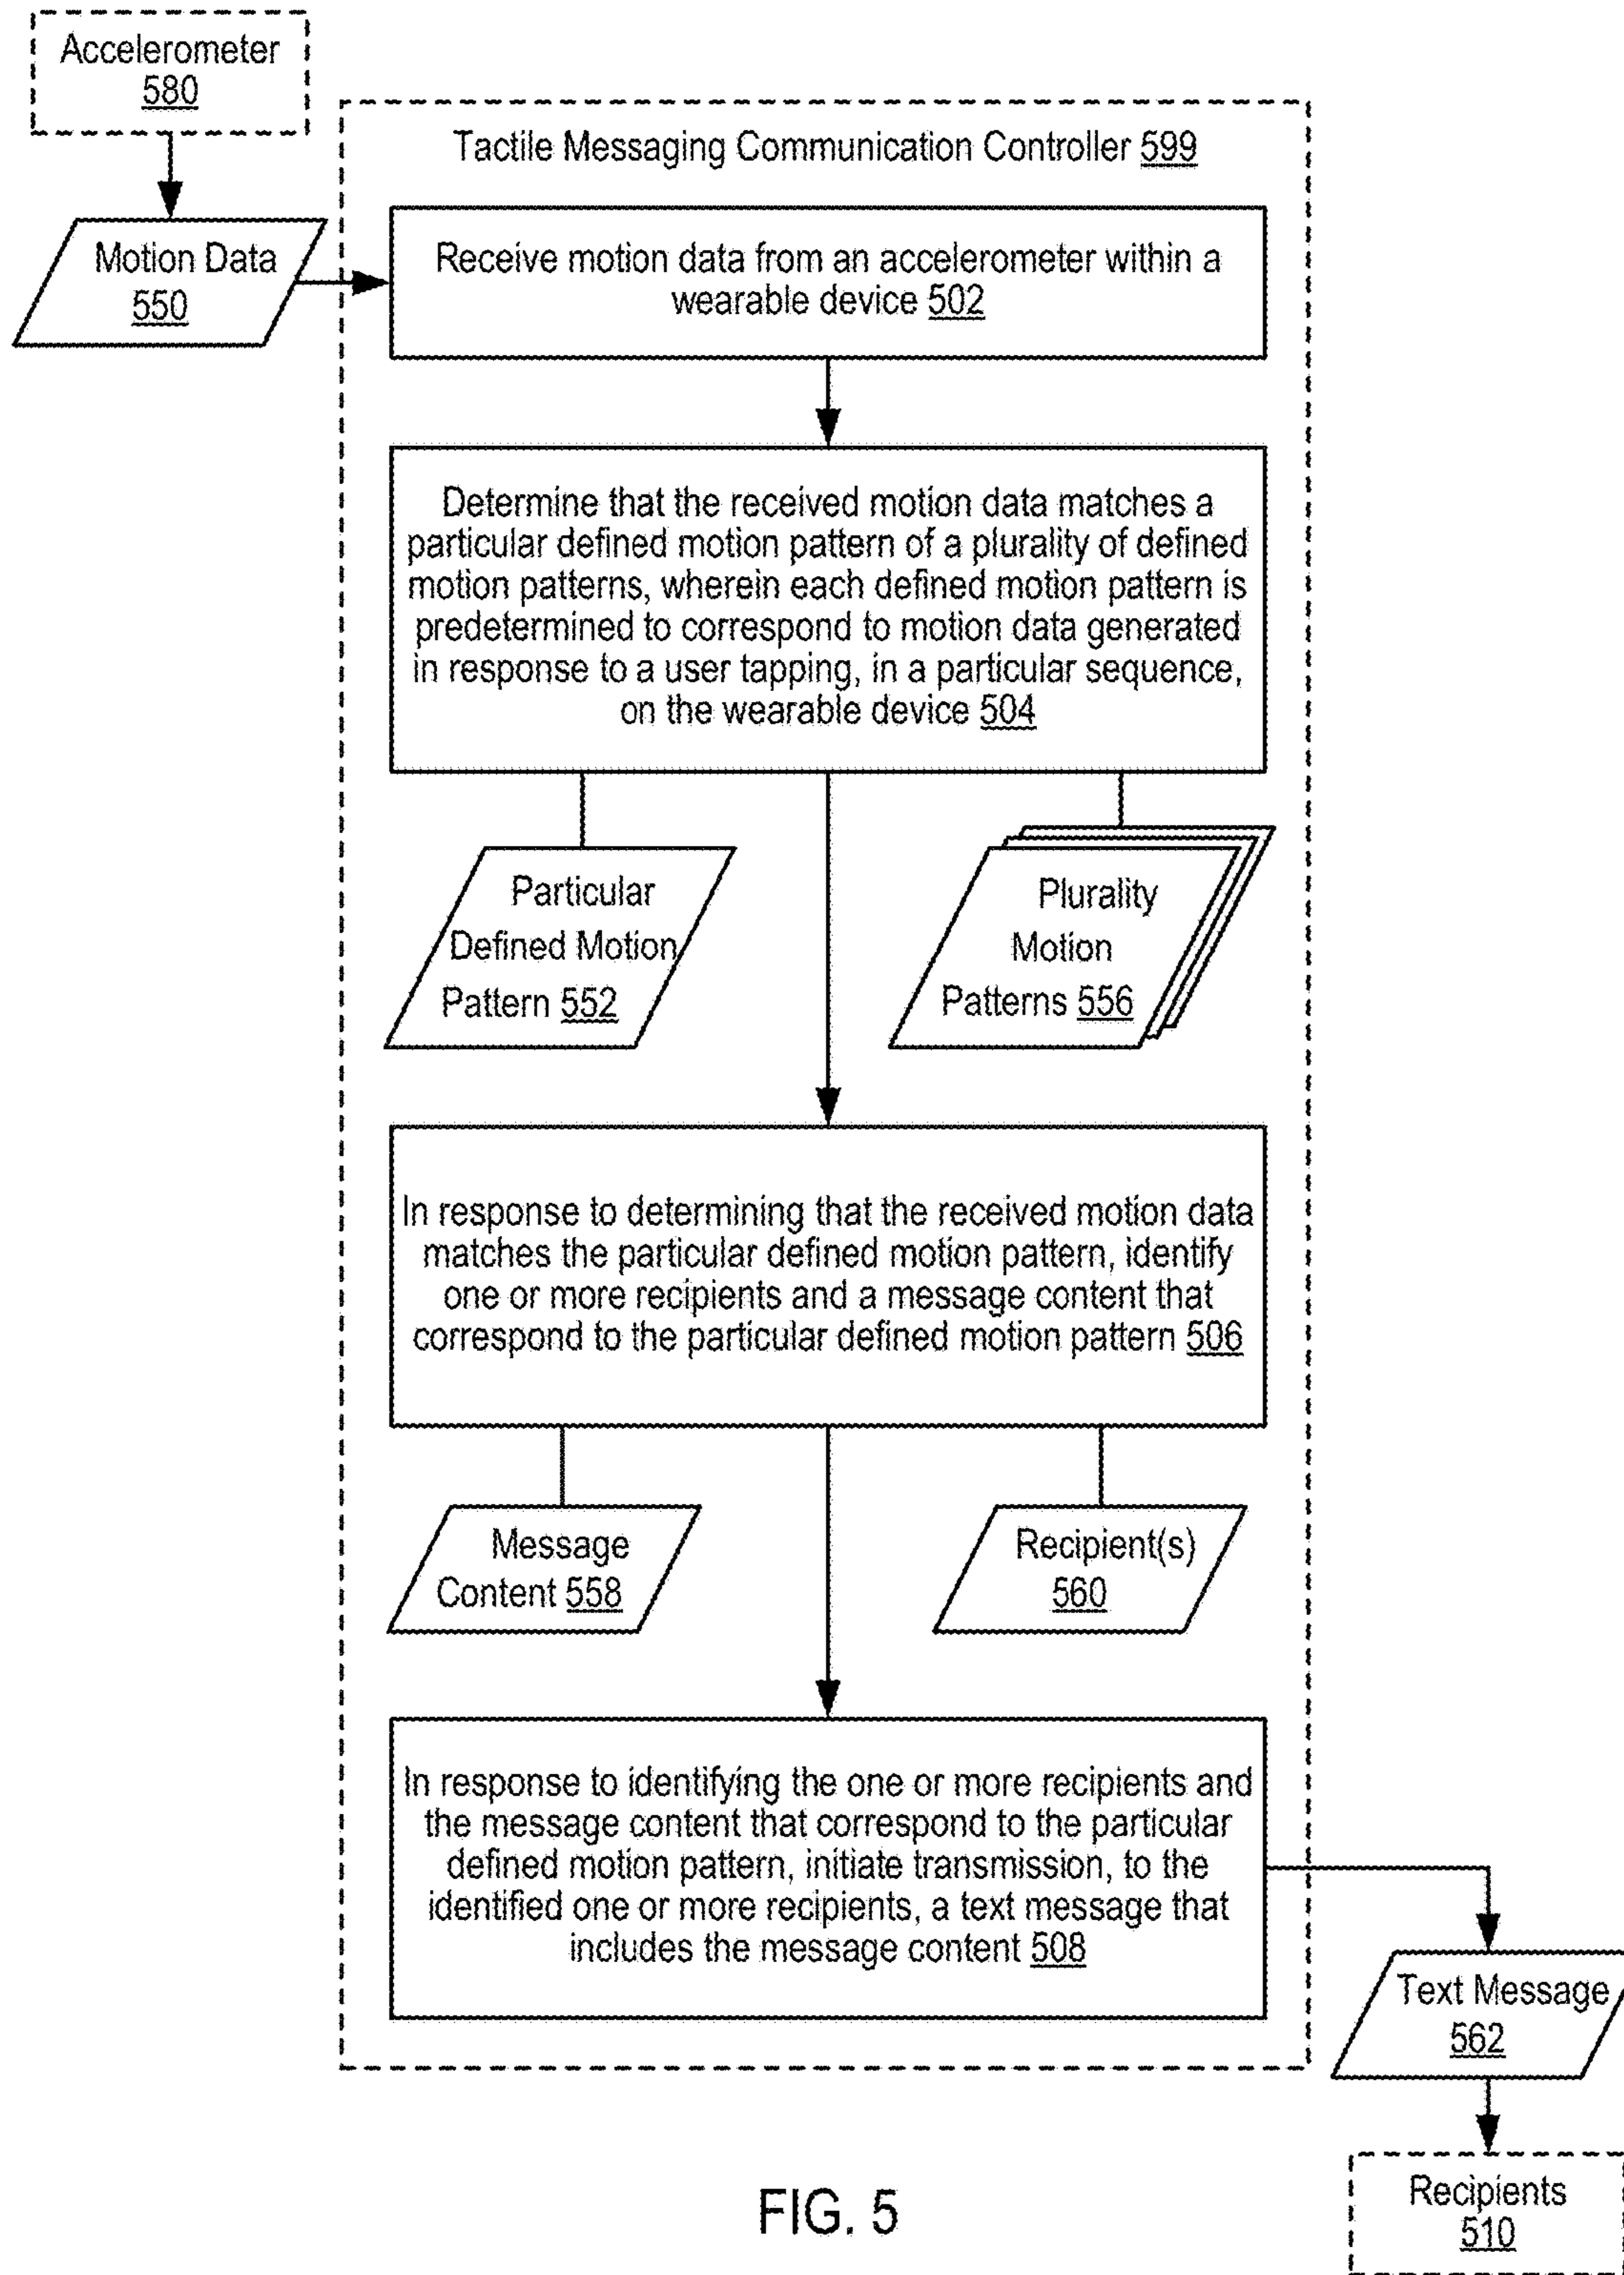 Accelerometer
580
Tactile Messaging Communication Controller 599
Motion Data
550
Receive motion data from an accelerometer within a
wearable device 502
Determine that the received motion data matches a
particular defined motion pattern of a plurality of defined
motion patterns, wherein each defined motion pattern is
predetermined to correspond to motion data generated
in response to a user tapping, in a particular sequence,
on the wearable device 504
Particular
Defined Motion
Pattern 552
Plurality
Motion
Patterns 556
In response to determining that the received motion data
matches the particular defined motion pattern, identify
one or more recipients and a message content that
correspond to the particular defined motion pattern 506
Message
Content 558
Recipient(s)
560
In response to identifying the one or more recipients and
the message content that correspond to the particular
defined motion pattern, initiate transmission, to the
identified one or more recipients, a text message that
includes the message content 508
Text Message
562
Recipients
510
FIG. 5